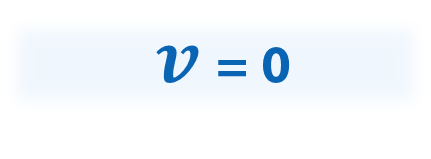 v = 0